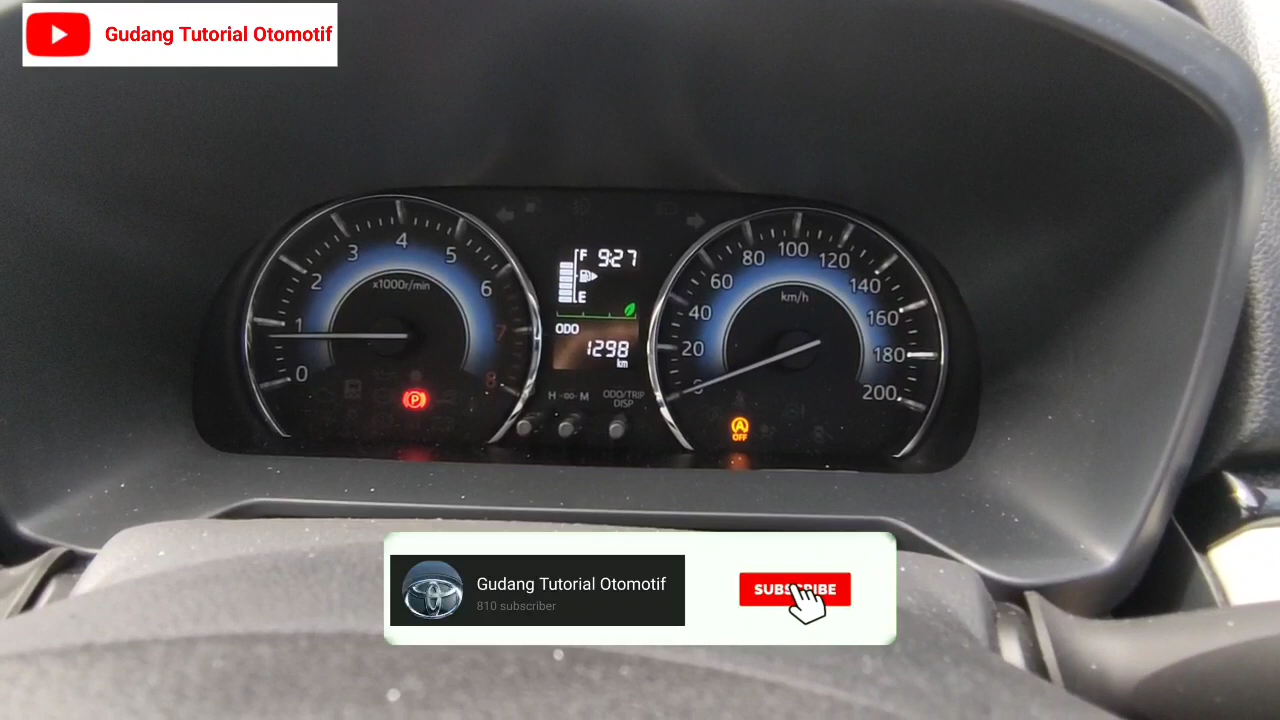 Gudang Tutorial Otomotif
0
1
2
3
4
5
6
7
8
x1000r/min
F 9:27
E
ODO
1298
km
H -oo- M
ODO/TRIP
DISP
20
40
60
80
100
120
140
160
180
200
km/h
P
A
OFF
Gudang Tutorial Otomotif
810 subscriber
SUBSCRIBE